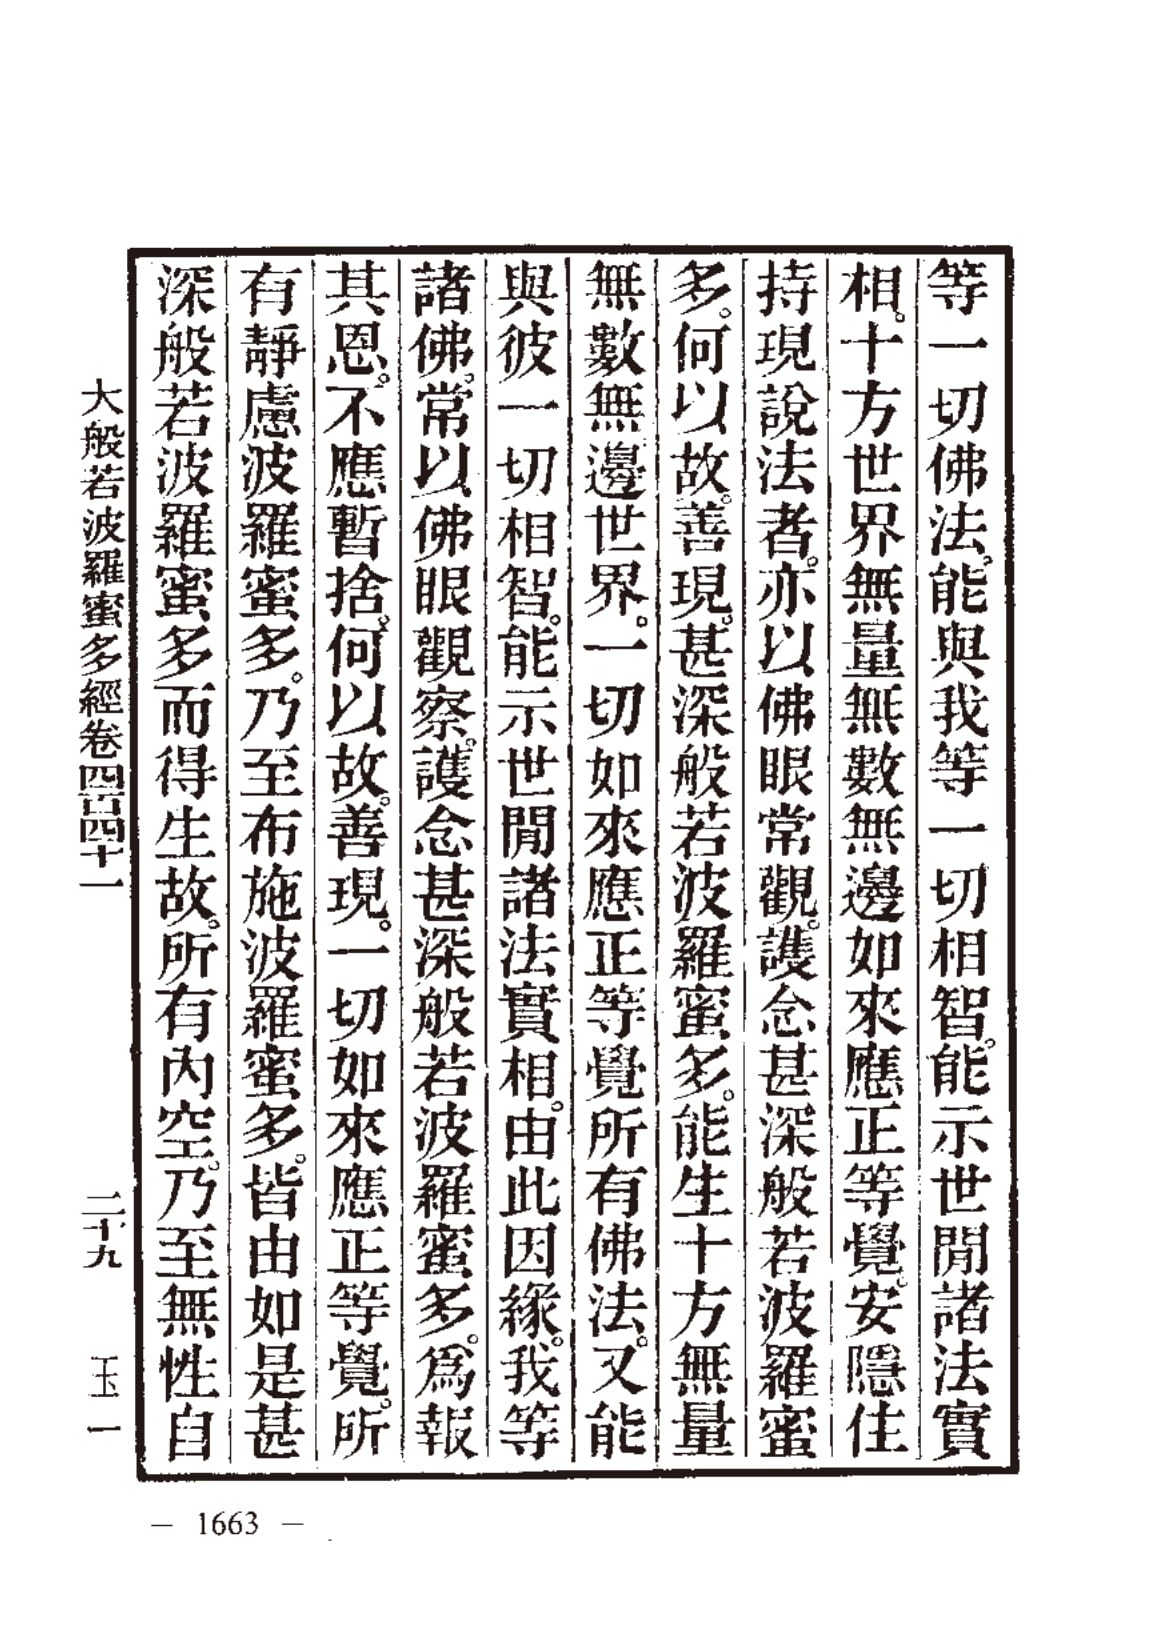 等一切佛法。能與我等一切相智。能示世閒諸法實
相。十方世界無量無數無邊如來應正等覺。安隱住
持現說法者。亦以佛眼常觀。護念甚深般若波羅蜜
多。何以故。善現。甚深般若波羅蜜多。能生十方無量
無數無邊世界。一切如來應正等覺所有佛法。又能
與彼一切相智。能示世閒諸法實相。由此因緣。我等
諸佛。常以佛眼觀察。護念甚深般若波羅蜜多。爲報
其恩。不應暫捨。何以故。善現。一切如來應正等覺。所
有靜慮波羅蜜多。乃至布施波羅蜜多。皆由如是甚
深般若波羅蜜多而得生故。所有內空。乃至無性自
大般若波羅蜜多經卷四百四十一 二十九 玉一
— 1663 —